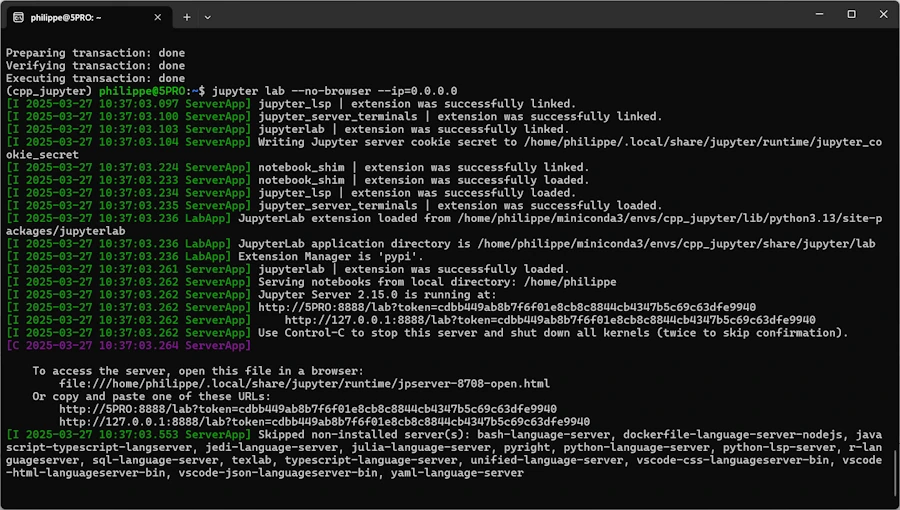 philippe@5PRO: ~
Preparing transaction: done
Verifying transaction: done
Executing transaction: done
(cpp_jupyter) philippe@5PRO:~$ jupyter lab --no-browser --ip=0.0.0.0
[I 2025-03-27 10:37:03.097 ServerApp] jupyter_lsp | extension was successfully linked.
[I 2025-03-27 10:37:03.100 ServerApp] jupyter_server_terminals | extension was successfully linked.
[I 2025-03-27 10:37:03.103 ServerApp] jupyterlab | extension was successfully linked.
[I 2025-03-27 10:37:03.104 ServerApp] Writing Jupyter server cookie secret to /home/philippe/.local/share/jupyter/runtime/jupyter_co
okie_secret
[I 2025-03-27 10:37:03.224 ServerApp] notebook_shim | extension was successfully linked.
[I 2025-03-27 10:37:03.233 ServerApp] notebook_shim | extension was successfully loaded.
[I 2025-03-27 10:37:03.234 ServerApp] jupyter_lsp | extension was successfully loaded.
[I 2025-03-27 10:37:03.235 ServerApp] jupyter_server_terminals | extension was successfully loaded.
[I 2025-03-27 10:37:03.236 LabApp] JupyterLab extension loaded from /home/philippe/miniconda3/envs/cpp_jupyter/lib/python3.13/site-p
ackages/jupyterlab
[I 2025-03-27 10:37:03.236 LabApp] JupyterLab application directory is /home/philippe/miniconda3/envs/cpp_jupyter/share/jupyter/lab
[I 2025-03-27 10:37:03.236 LabApp] Extension Manager is 'pypi'.
[I 2025-03-27 10:37:03.261 ServerApp] jupyterlab | extension was successfully loaded.
[I 2025-03-27 10:37:03.262 ServerApp] Serving notebooks from local directory: /home/philippe
[I 2025-03-27 10:37:03.262 ServerApp] Jupyter Server 2.15.0 is running at:
[I 2025-03-27 10:37:03.262 ServerApp] http://5PRO:8888/lab?token=cdbb449ab8b7f6f01e8cb8c8844cb4347b5c69c63dfe9940
[I 2025-03-27 10:37:03.262 ServerApp]     http://127.0.0.1:8888/lab?token=cdbb449ab8b7f6f01e8cb8c8844cb4347b5c69c63dfe9940
[I 2025-03-27 10:37:03.262 ServerApp] Use Control-C to stop this server and shut down all kernels (twice to skip confirmation).
[C 2025-03-27 10:37:03.264 ServerApp]
To access the server, open this file in a browser:
file:///home/philippe/.local/share/jupyter/runtime/jpserver-8708-open.html
Or copy and paste one of these URLs:
http://5PRO:8888/lab?token=cdbb449ab8b7f6f01e8cb8c8844cb4347b5c69c63dfe9940
http://127.0.0.1:8888/lab?token=cdbb449ab8b7f6f01e8cb8c8844cb4347b5c69c63dfe9940
[I 2025-03-27 10:37:03.553 ServerApp] Skipped non-installed server(s): bash-language-server, dockerfile-language-server-nodejs, java
script-typescript-langserver, jedi-language-server, julia-language-server, pyright, python-language-server, python-lsp-server, r-lan
guageserver, sql-language-server, texlab, typescript-language-server, unified-language-server, vscode-css-languageserver-bin, vscode
-html-languageserver-bin, vscode-json-languageserver-bin, yaml-language-server